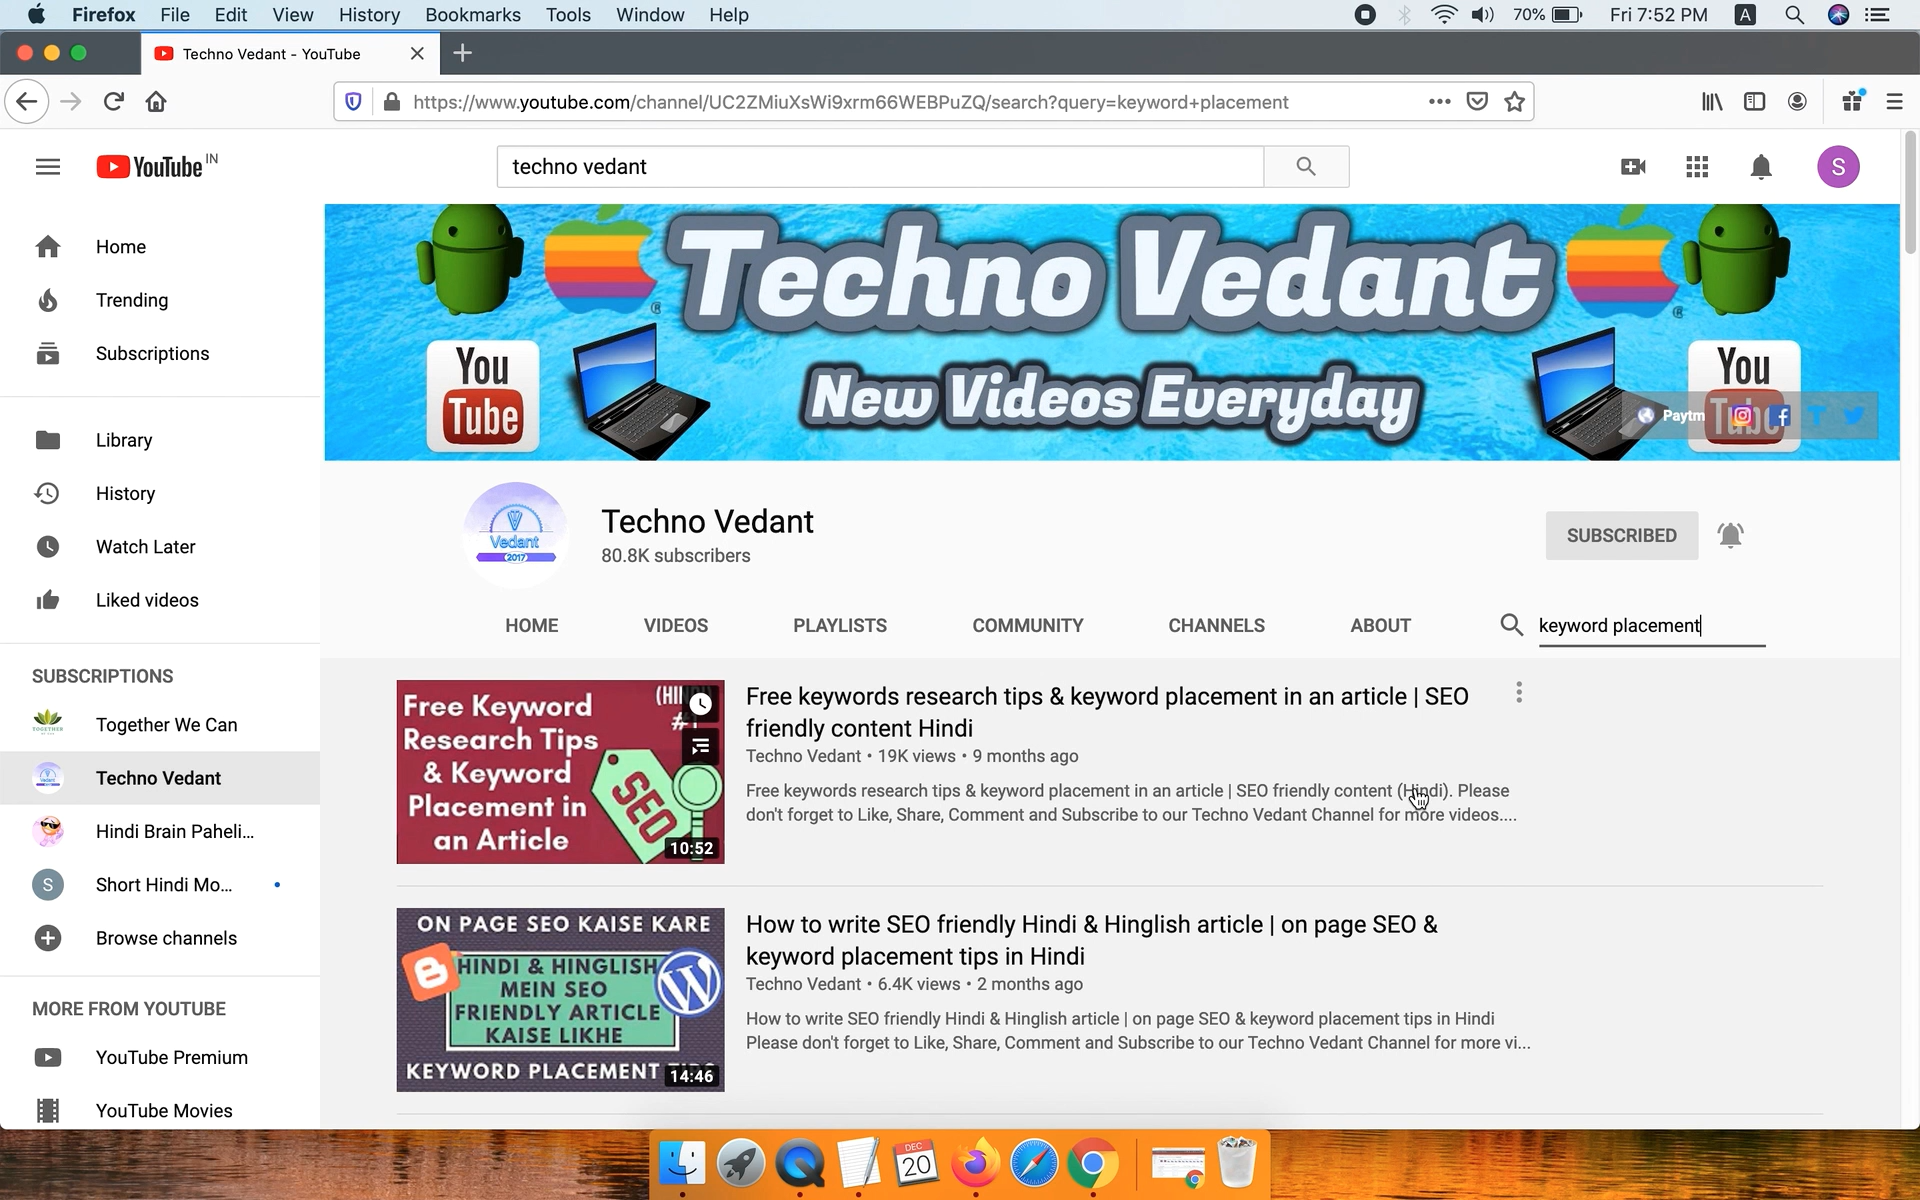 Firefox File Edit View History Bookmarks Tools Window Help 70% Fri 7:52 PM A
Techno Vedant - YouTube
https://www.youtube.com/channel/UC2ZMiuXsWi9xrm66WEBPuZQ/search?query=keyword+placement
YouTube IN
techno vedant
S
Home
Trending
Subscriptions
Library
History
Watch Later
Liked videos
SUBSCRIPTIONS
Together We Can
Techno Vedant
Hindi Brain Paheli...
S Short Hindi Mo...
Browse channels
MORE FROM YOUTUBE
YouTube Premium
YouTube Movies
Techno Vedant
New Videos Everyday
You
Tube
You
Tube
Paytm
Vedant
2017
Techno Vedant
80.8K subscribers
SUBSCRIBED
HOME VIDEOS PLAYLISTS COMMUNITY CHANNELS ABOUT keyword placement
Free Keyword
Research Tips
& Keyword
Placement in
an Article
SEO
10:52
Free keywords research tips & keyword placement in an article | SEO
friendly content Hindi
Techno Vedant • 19K views • 9 months ago
Free keywords research tips & keyword placement in an article | SEO friendly content (Hindi). Please
don't forget to Like, Share, Comment and Subscribe to our Techno Vedant Channel for more videos....
ON PAGE SEO KAISE KARE
HINDI & HINGLISH
MEIN SEO
FRIENDLY ARTICLE
KAISE LIKHE
KEYWORD PLACEMENT
14:46
How to write SEO friendly Hindi & Hinglish article | on page SEO &
keyword placement tips in Hindi
Techno Vedant • 6.4K views • 2 months ago
How to write SEO friendly Hindi & Hinglish article | on page SEO & keyword placement tips in Hindi
Please don't forget to Like, Share, Comment and Subscribe to our Techno Vedant Channel for more vi...
DEC
20